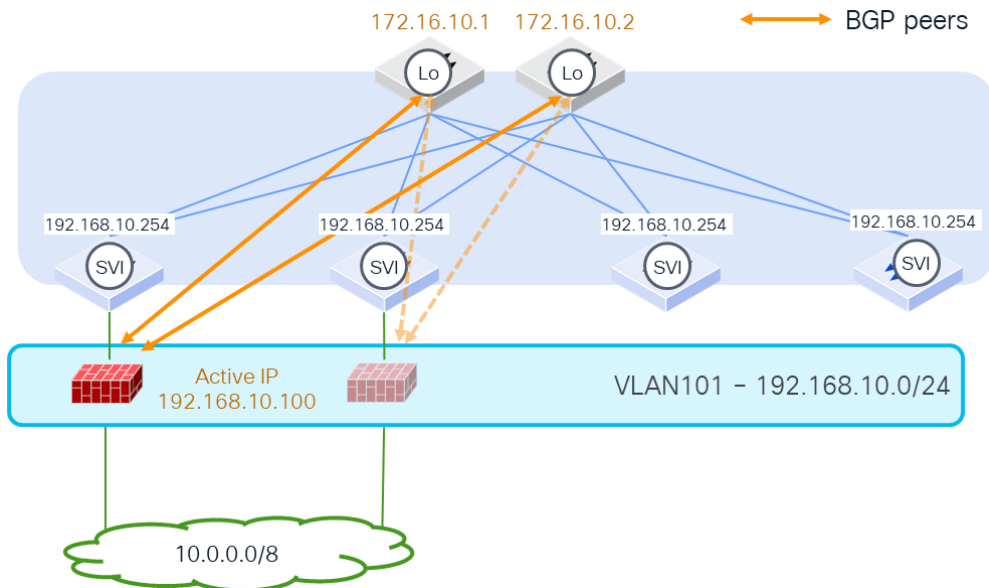 172.16.10.1
172.16.10.2
BGP peers
Lo
Lo
192.168.10.254
192.168.10.254
192.168.10.254
192.168.10.254
SVI
SVI
SVI
SVI
Active IP
192.168.10.100
VLAN101 – 192.168.10.0/24
10.0.0.0/8